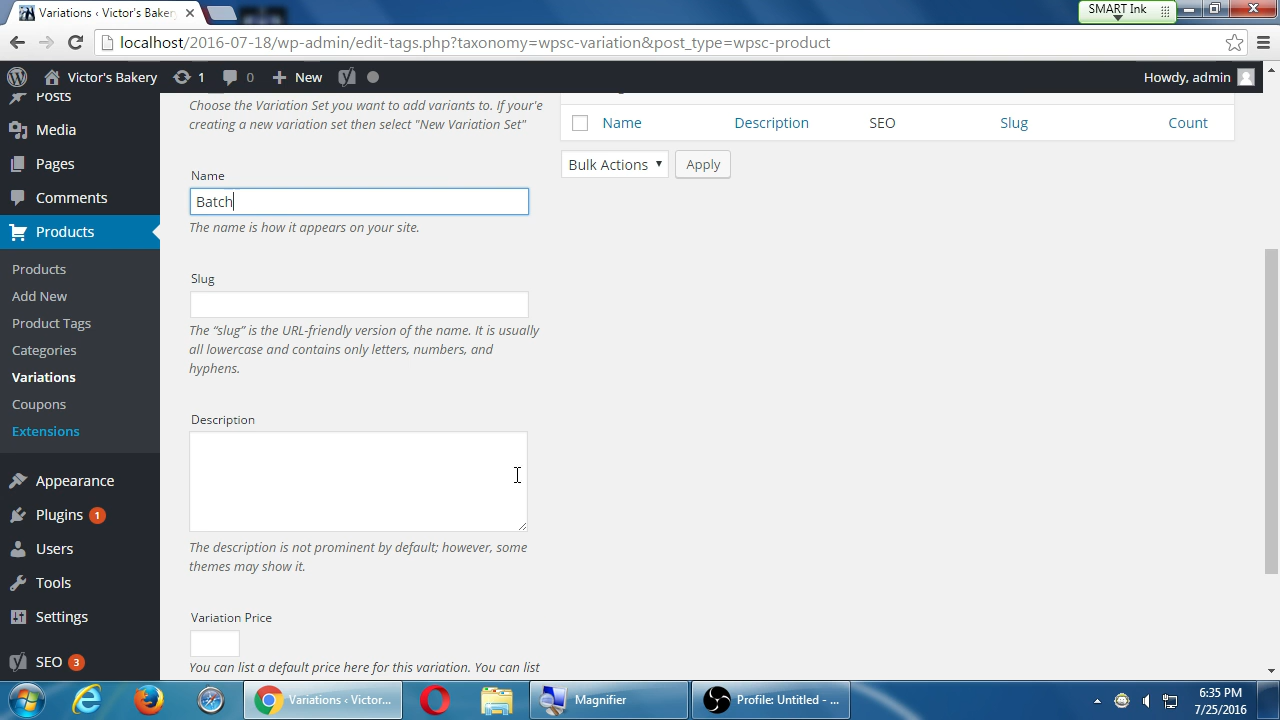 Variations ‹ Victor's Baker
SMART Ink
localhost/2016-07-18/wp-admin/edit-tags.php?taxonomy=wpsc-variation&post_type=wpsc-product
Victor's Bakery 1 0 New
Howdy, admin
Posts
Media
Pages
Comments
Products
Products
Add New
Product Tags
Categories
Variations
Coupons
Extensions
Appearance
Plugins 1
Users
Tools
Settings
SEO 3
Choose the Variation Set you want to add variants to. If your'e
creating a new variation set then select "New Variation Set"
Name
Batch
The name is how it appears on your site.
Slug
The “slug” is the URL-friendly version of the name. It is usually
all lowercase and contains only letters, numbers, and
hyphens.
Description
The description is not prominent by default; however, some
themes may show it.
Variation Price
You can list a default price here for this variation. You can list
Name Description SEO Slug Count
Bulk Actions Apply
Variations ‹ Victor...
Magnifier
Profile: Untitled - ...
6:35 PM
7/25/2016